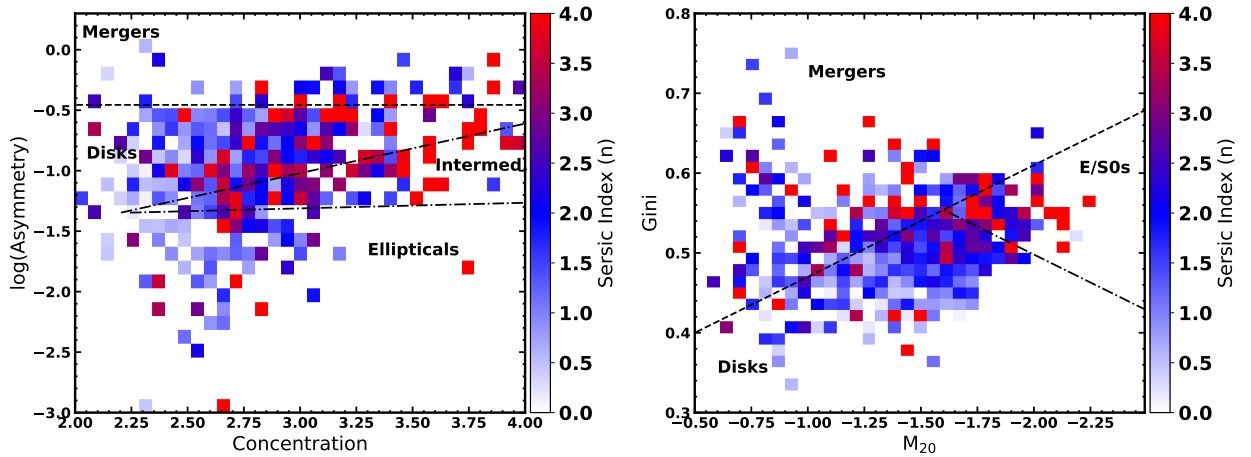 Mergers
Disks
Intermed
Ellipticals
0.0
−0.5
−1.0
−1.5
−2.0
−2.5
−3.0
log(Asymmetry)
2.00 2.25 2.50 2.75 3.00 3.25 3.50 3.75 4.00
Concentration
4.0
3.5
3.0
2.5
2.0
1.5
1.0
0.5
0.0
Sersic Index (n)
Mergers
E/S0s
Disks
0.8
0.7
0.6
0.5
0.4
0.3
Gini
−0.50 −0.75 −1.00 −1.25 −1.50 −1.75 −2.00 −2.25
M20
4.0
3.5
3.0
2.5
2.0
1.5
1.0
0.5
0.0
Sersic Index (n)